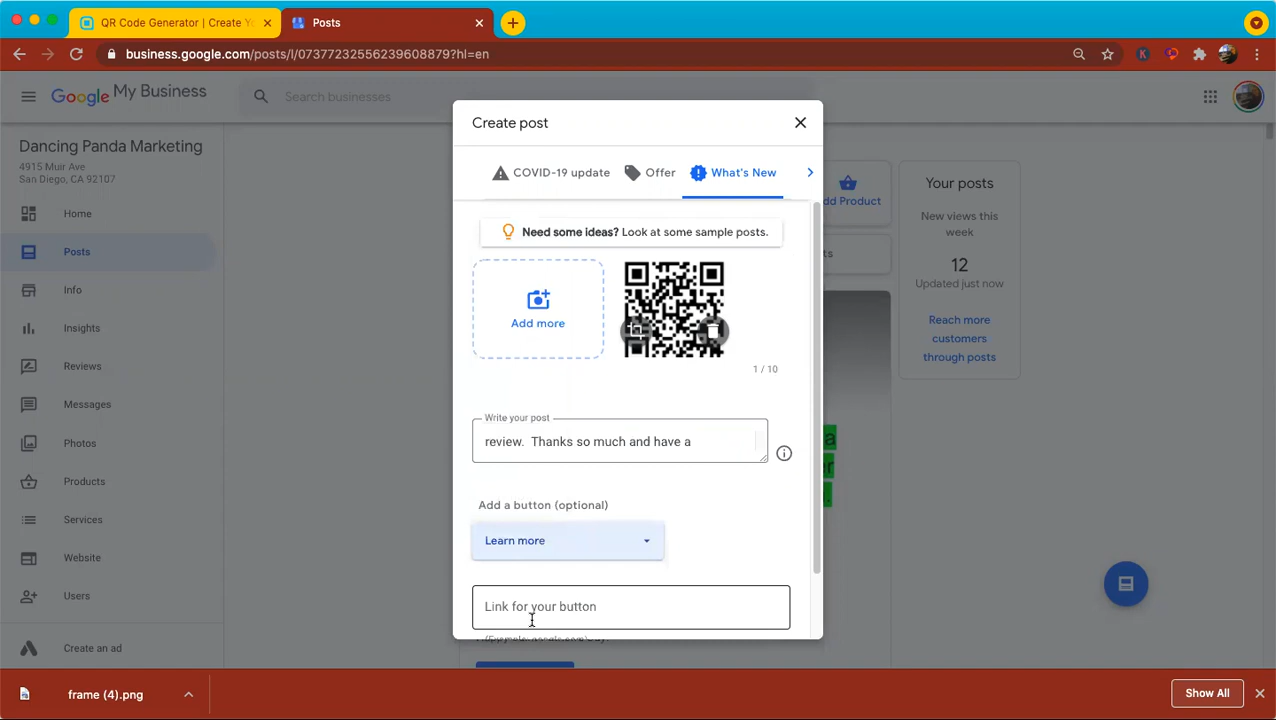 QR Code Generator | Create Yo
Posts
business.google.com/posts/l/07377232556239608879?hl=en
Google My Business
Search businesses
Dancing Panda Marketing
4915 Muir Ave
San Diego, CA 92107
Home
Posts
Info
Insights
Reviews
Messages
Photos
Products
Services
Website
Users
Create an ad
Create post
COVID-19 update
Offer
What's New
Need some ideas? Look at some sample posts.
Add more
1 / 10
Write your post
review.  Thanks so much and have a
Add a button (optional)
Learn more
Link for your button
dd Product
ts
a
er
Your posts
New views this
week
12
Updated just now
Reach more
customers
through posts
frame (4).png
Show All